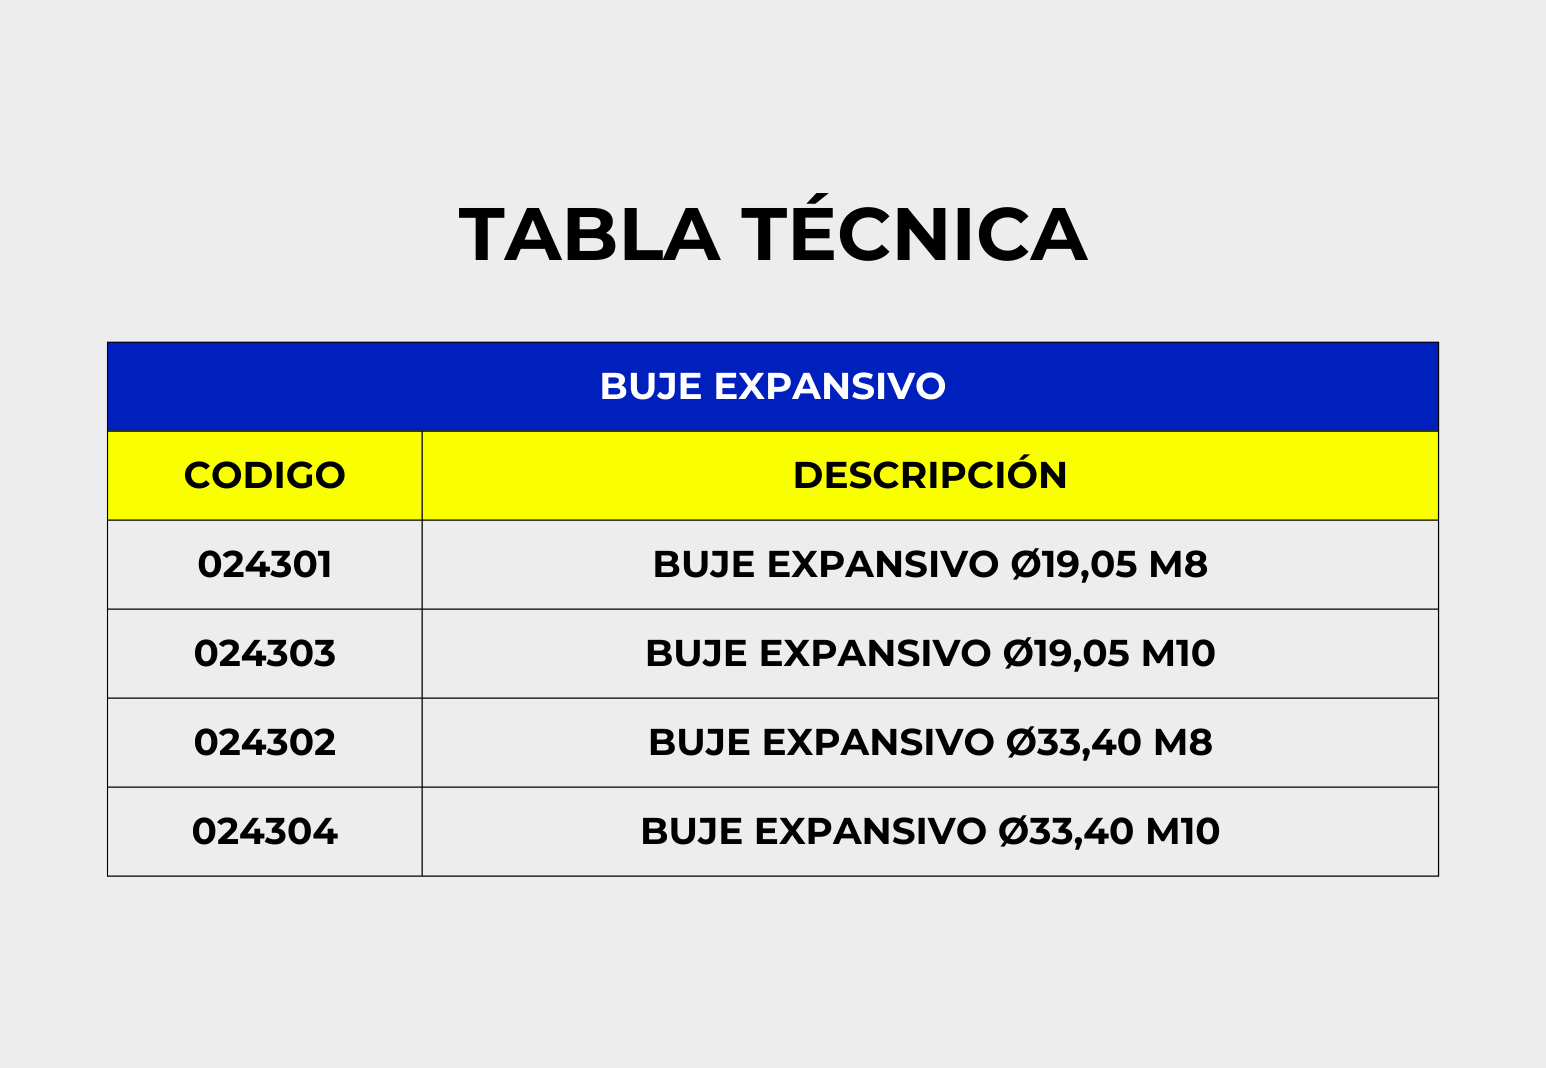 TABLA TÉCNICA
BUJE EXPANSIVO
CODIGO DESCRIPCIÓN
024301 BUJE EXPANSIVO Ø19,05 M8
024303 BUJE EXPANSIVO Ø19,05 M10
024302 BUJE EXPANSIVO Ø33,40 M8
024304 BUJE EXPANSIVO Ø33,40 M10